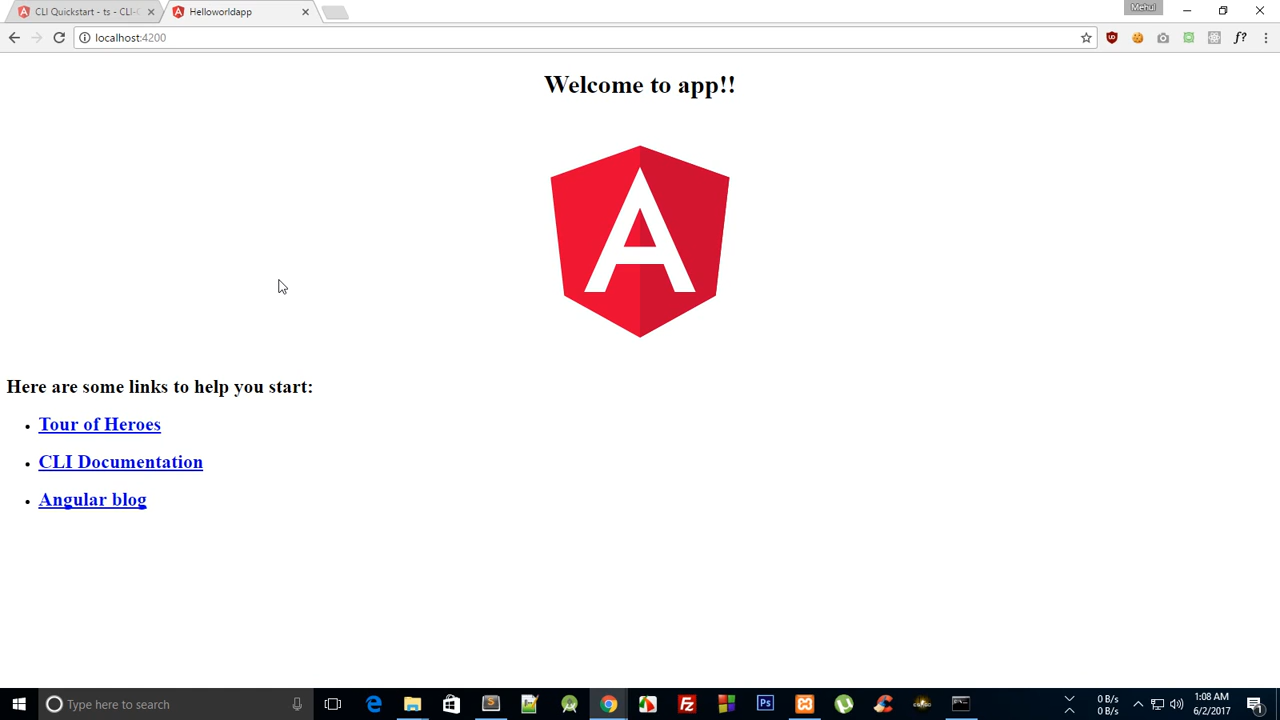 CLI Quickstart - ts - CLI-
Helloworldapp
Mehul
localhost:4200
f?
Welcome to app!!
A
Here are some links to help you start:
Tour of Heroes
CLI Documentation
Angular blog
Type here to search
0 B/s
0 B/s
1:08 AM
6/2/2017